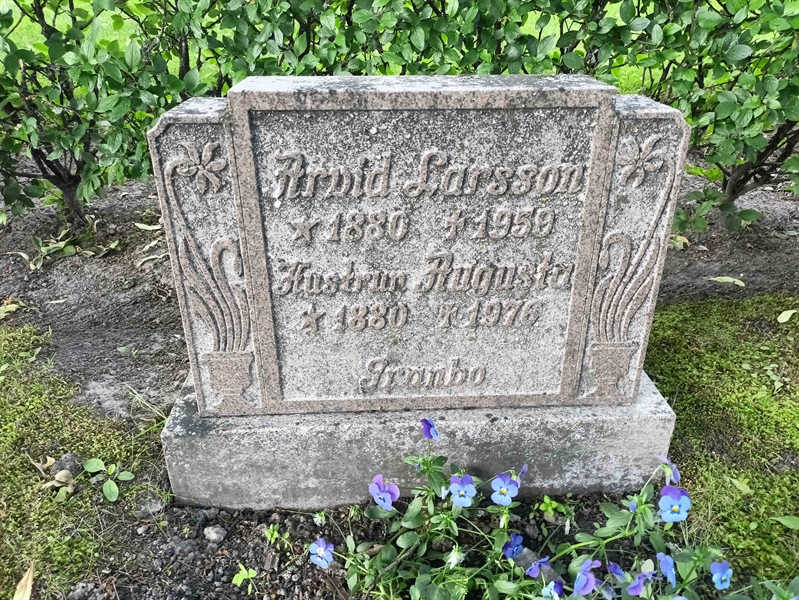 Arvid Larsson
★ 1880 ✝ 1959
Hustrun Augusta
★ 1880 ✝ 1976
Granbo